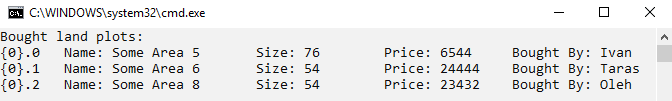 C:\WINDOWS\system32\cmd.exe
Bought land plots:
{0}.0 Name: Some Area 5 Size: 76 Price: 6544 Bought By: Ivan
{0}.1 Name: Some Area 6 Size: 54 Price: 24444 Bought By: Taras
{0}.2 Name: Some Area 8 Size: 54 Price: 23432 Bought By: Oleh